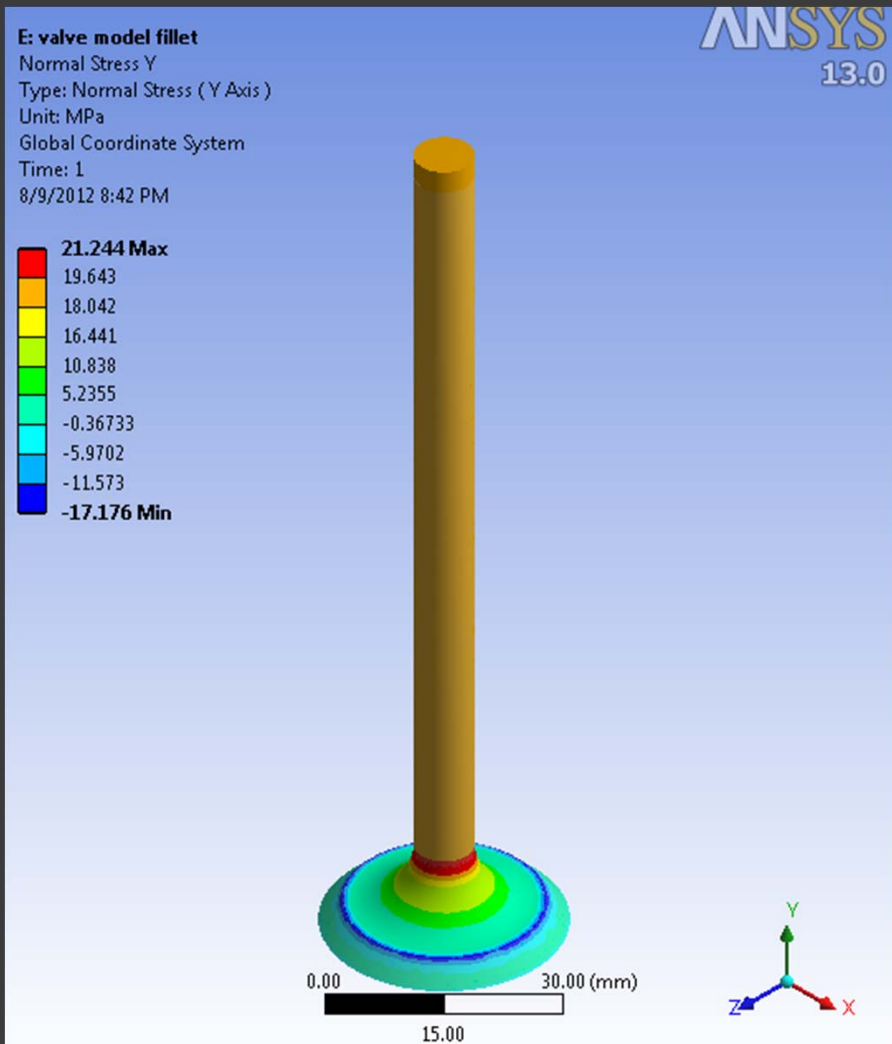 E: valve model fillet
Normal Stress Y
Type: Normal Stress ( Y Axis )
Unit: MPa
Global Coordinate System
Time: 1
8/9/2012 8:42 PM
ANSYS
13.0
21.244 Max
19.643
18.042
16.441
10.838
5.2355
-0.36733
-5.9702
-11.573
-17.176 Min
0.00
30.00 (mm)
15.00
Y
Z
X